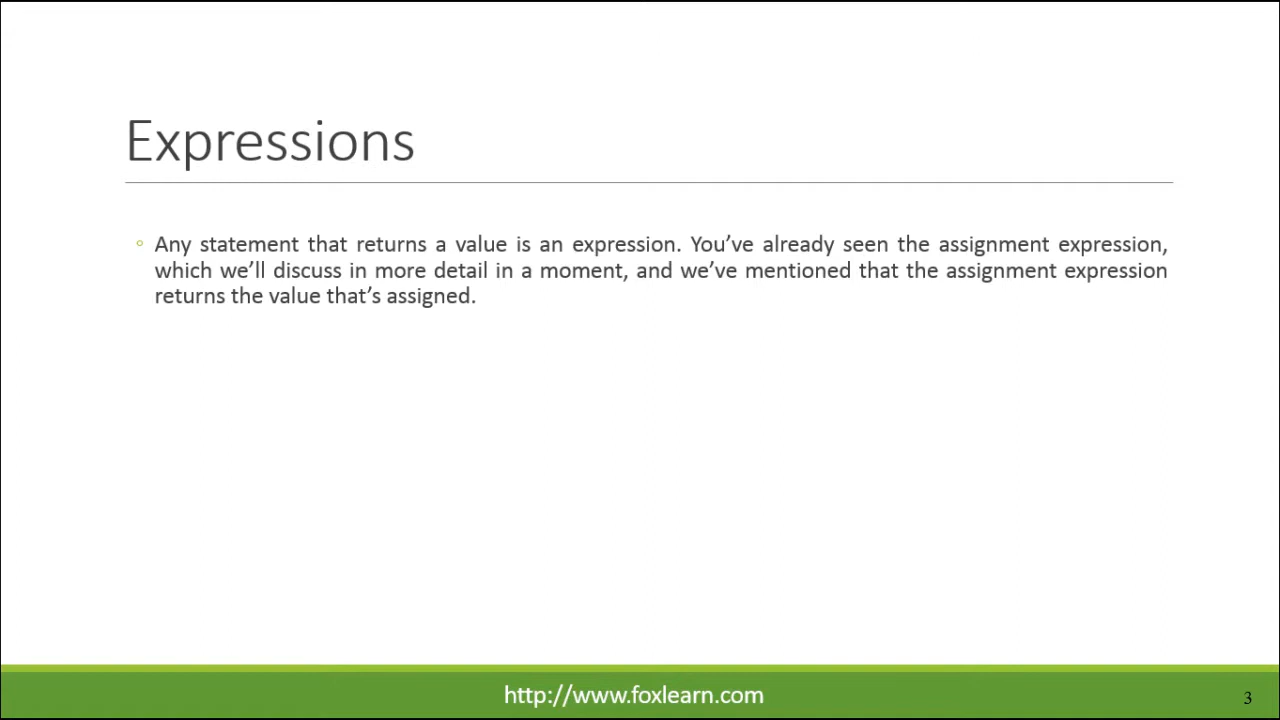 Expressions
Any statement that returns a value is an expression. You’ve already seen the assignment expression,
which we’ll discuss in more detail in a moment, and we’ve mentioned that the assignment expression
returns the value that’s assigned.
http://www.foxlearn.com
3